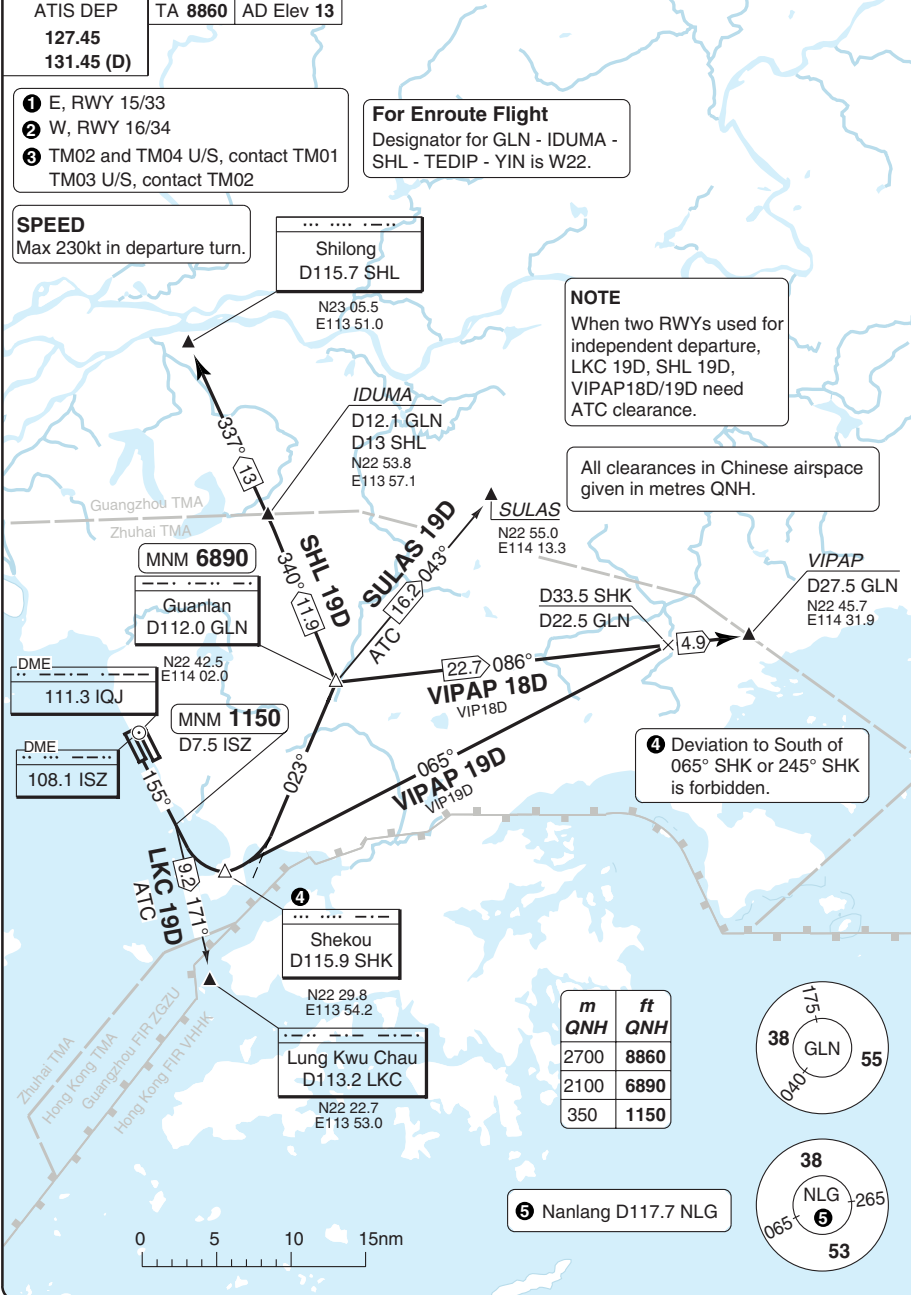 ATIS DEP
127.45
131.45 (D)
TA 8860
AD Elev 13
❶ E, RWY 15/33
❷ W, RWY 16/34
❸ TM02 and TM04 U/S, contact TM01
TM03 U/S, contact TM02
For Enroute Flight
Designator for GLN - IDUMA -
SHL - TEDIP - YIN is W22.
SPEED
Max 230kt in departure turn.
Shilong
D115.7 SHL
N23 05.5
E113 51.0
NOTE
When two RWYs used for
independent departure,
LKC 19D, SHL 19D,
VIPAP18D/19D need
ATC clearance.
IDUMA
D12.1 GLN
D13 SHL
N22 53.8
E113 57.1
337°
13
All clearances in Chinese airspace
given in metres QNH.
Guangzhou TMA
Zhuhai TMA
SULAS
N22 55.0
E114 13.3
SHL 19D
340°
11.9
SULAS 19D
ATC
16.2
043°
MNM 6890
Guanlan
D112.0 GLN
N22 42.5
E114 02.0
VIPAP
D27.5 GLN
N22 45.7
E114 31.9
D33.5 SHK
D22.5 GLN
4.9
22.7
086°
VIPAP 18D
VIP18D
DME
111.3 IQJ
MNM 1150
D7.5 ISZ
DME
108.1 ISZ
155°
023°
065°
VIPAP 19D
VIP19D
❹ Deviation to South of
065° SHK or 245° SHK
is forbidden.
LKC 19D
ATC
9.2
171°
❹
Shekou
D115.9 SHK
N22 29.8
E113 54.2
Lung Kwu Chau
D113.2 LKC
N22 22.7
E113 53.0
Zhuhai TMA
Hong Kong TMA
Guangzhou FIR ZGZU
Hong Kong FIR VHHK
m ft
QNH QNH
2700 8860
2100 6890
350 1150
175
38
GLN
55
040
❺ Nanlang D117.7 NLG
38
NLG
265
❺
065
53
0 5 10 15nm